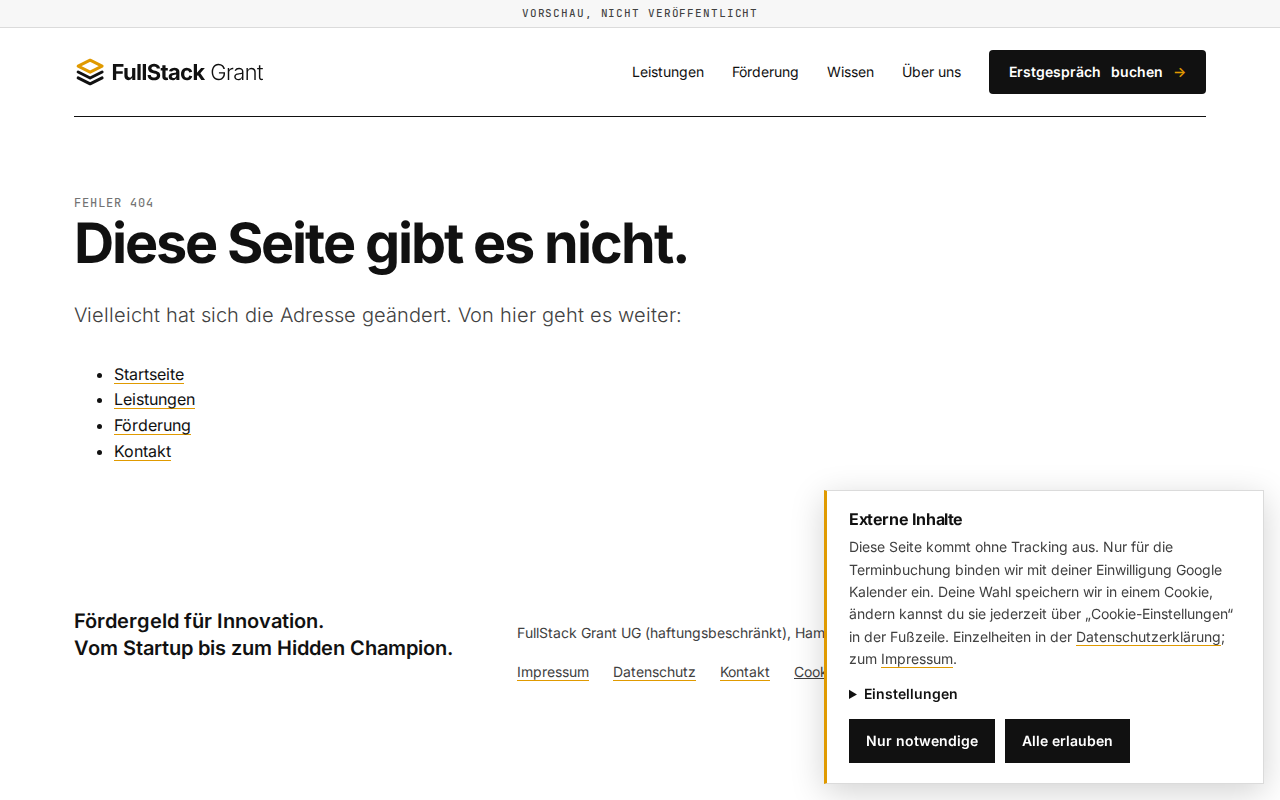 VORSCHAU, NICHT VERÖFFENTLICHT
FullStack Grant
Leistungen
Förderung
Wissen
Über uns
Erstgespräch buchen →
FEHLER 404
Diese Seite gibt es nicht.
Vielleicht hat sich die Adresse geändert. Von hier geht es weiter:
Startseite
Leistungen
Förderung
Kontakt
Externe Inhalte
Diese Seite kommt ohne Tracking aus. Nur für die
Terminbuchung binden wir mit deiner Einwilligung Google
Kalender ein. Deine Wahl speichern wir in einem Cookie,
ändern kannst du sie jederzeit über „Cookie-Einstellungen“
in der Fußzeile. Einzelheiten in der Datenschutzerklärung;
zum Impressum.
Einstellungen
Nur notwendige
Alle erlauben
Fördergeld für Innovation.
Vom Startup bis zum Hidden Champion.
FullStack Grant UG (haftungsbeschränkt),
Impressum
Datenschutz
Kontakt